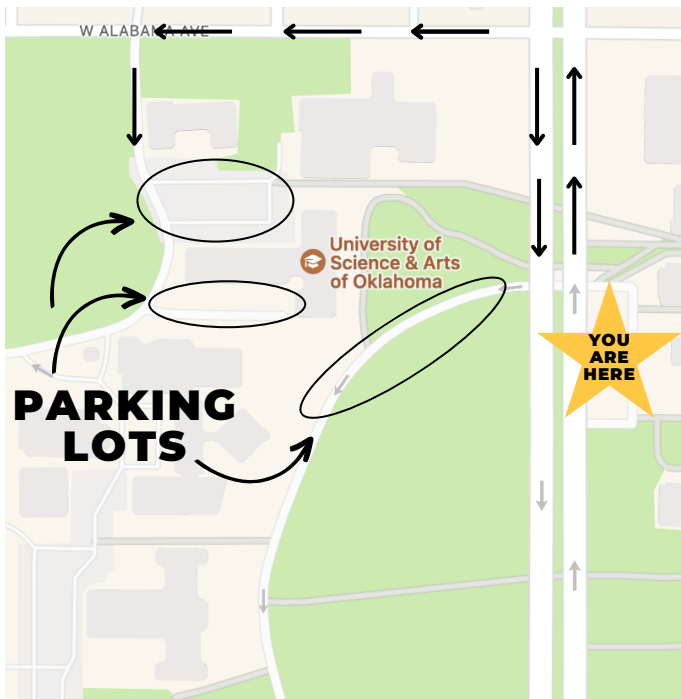 W ALABAMA AVE
University of
Science & Arts
of Oklahoma
YOU
ARE
HERE
PARKING
LOTS